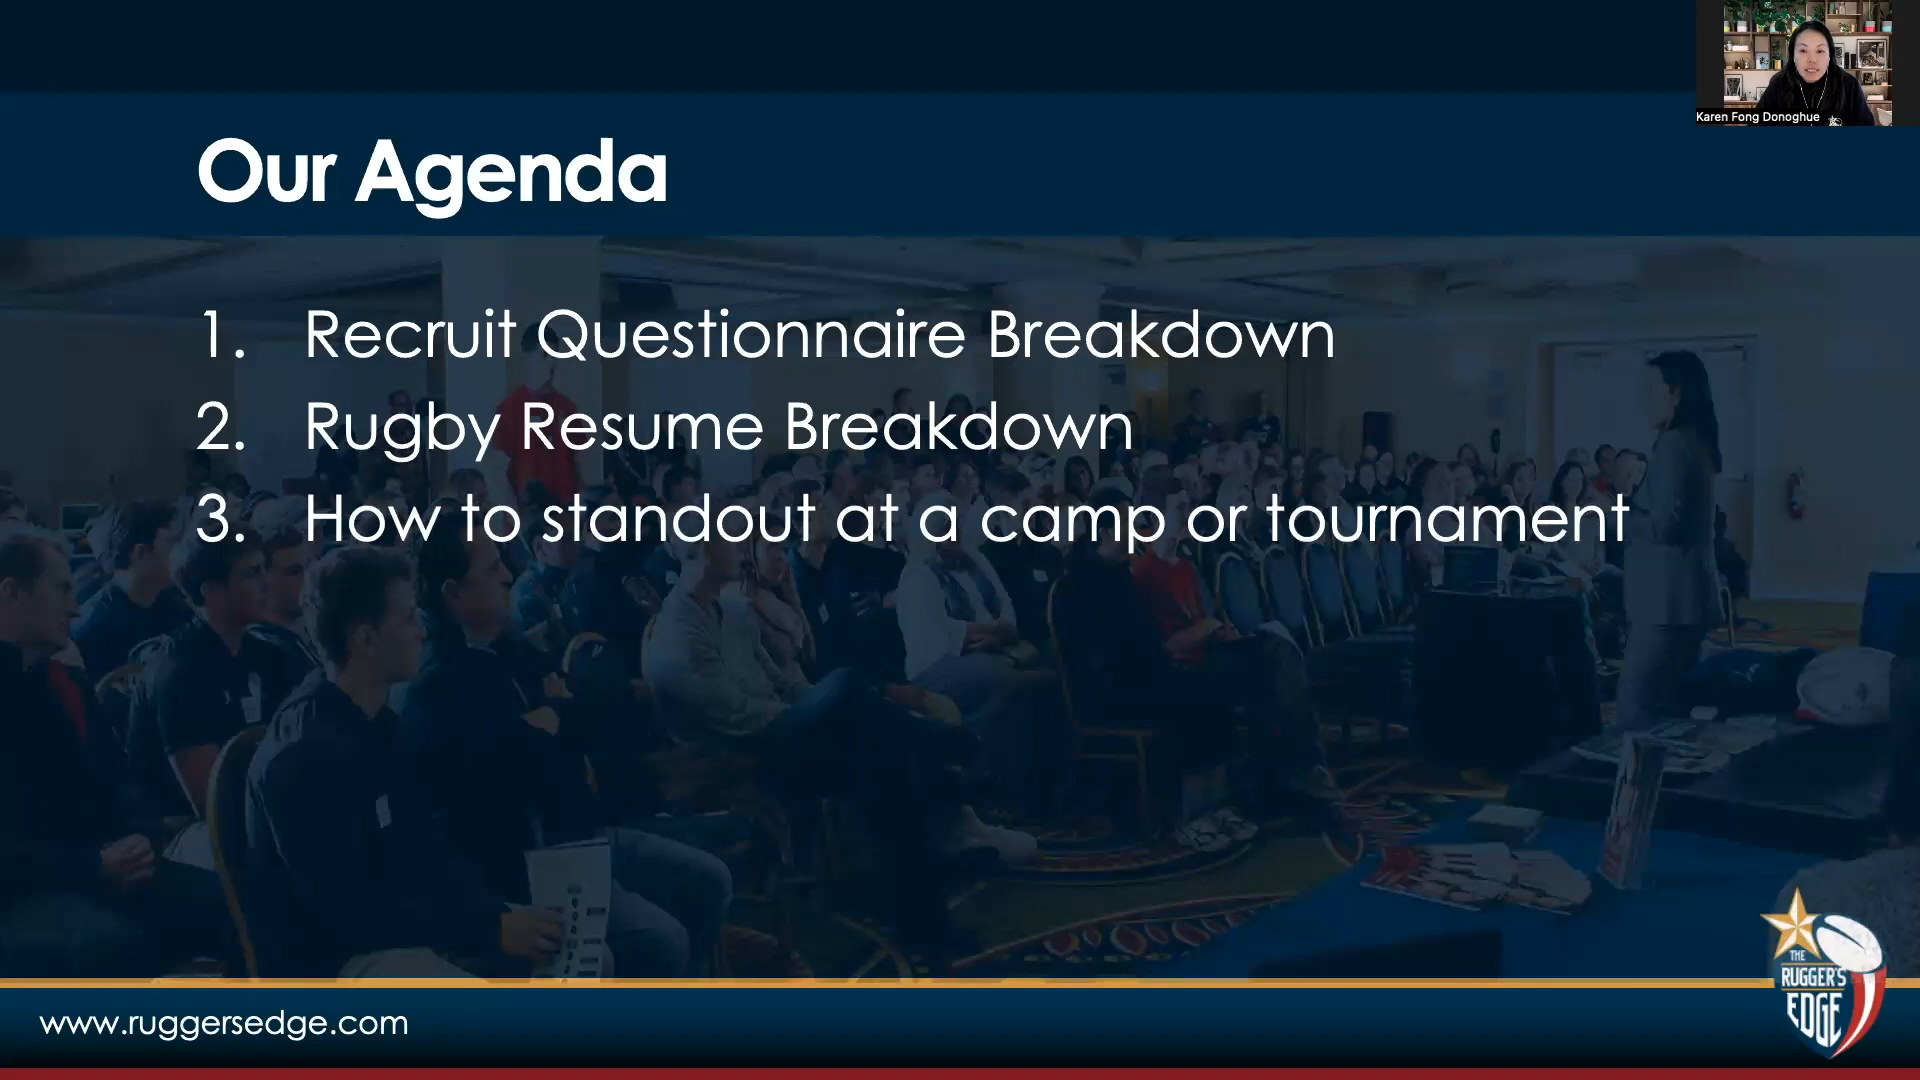 Karen Fong Donoghue
Our Agenda
1. Recruit Questionnaire Breakdown
2. Rugby Resume Breakdown
3. How to standout at a camp or tournament
www.ruggersedge.com
THE
RUGGER'S
EDGE